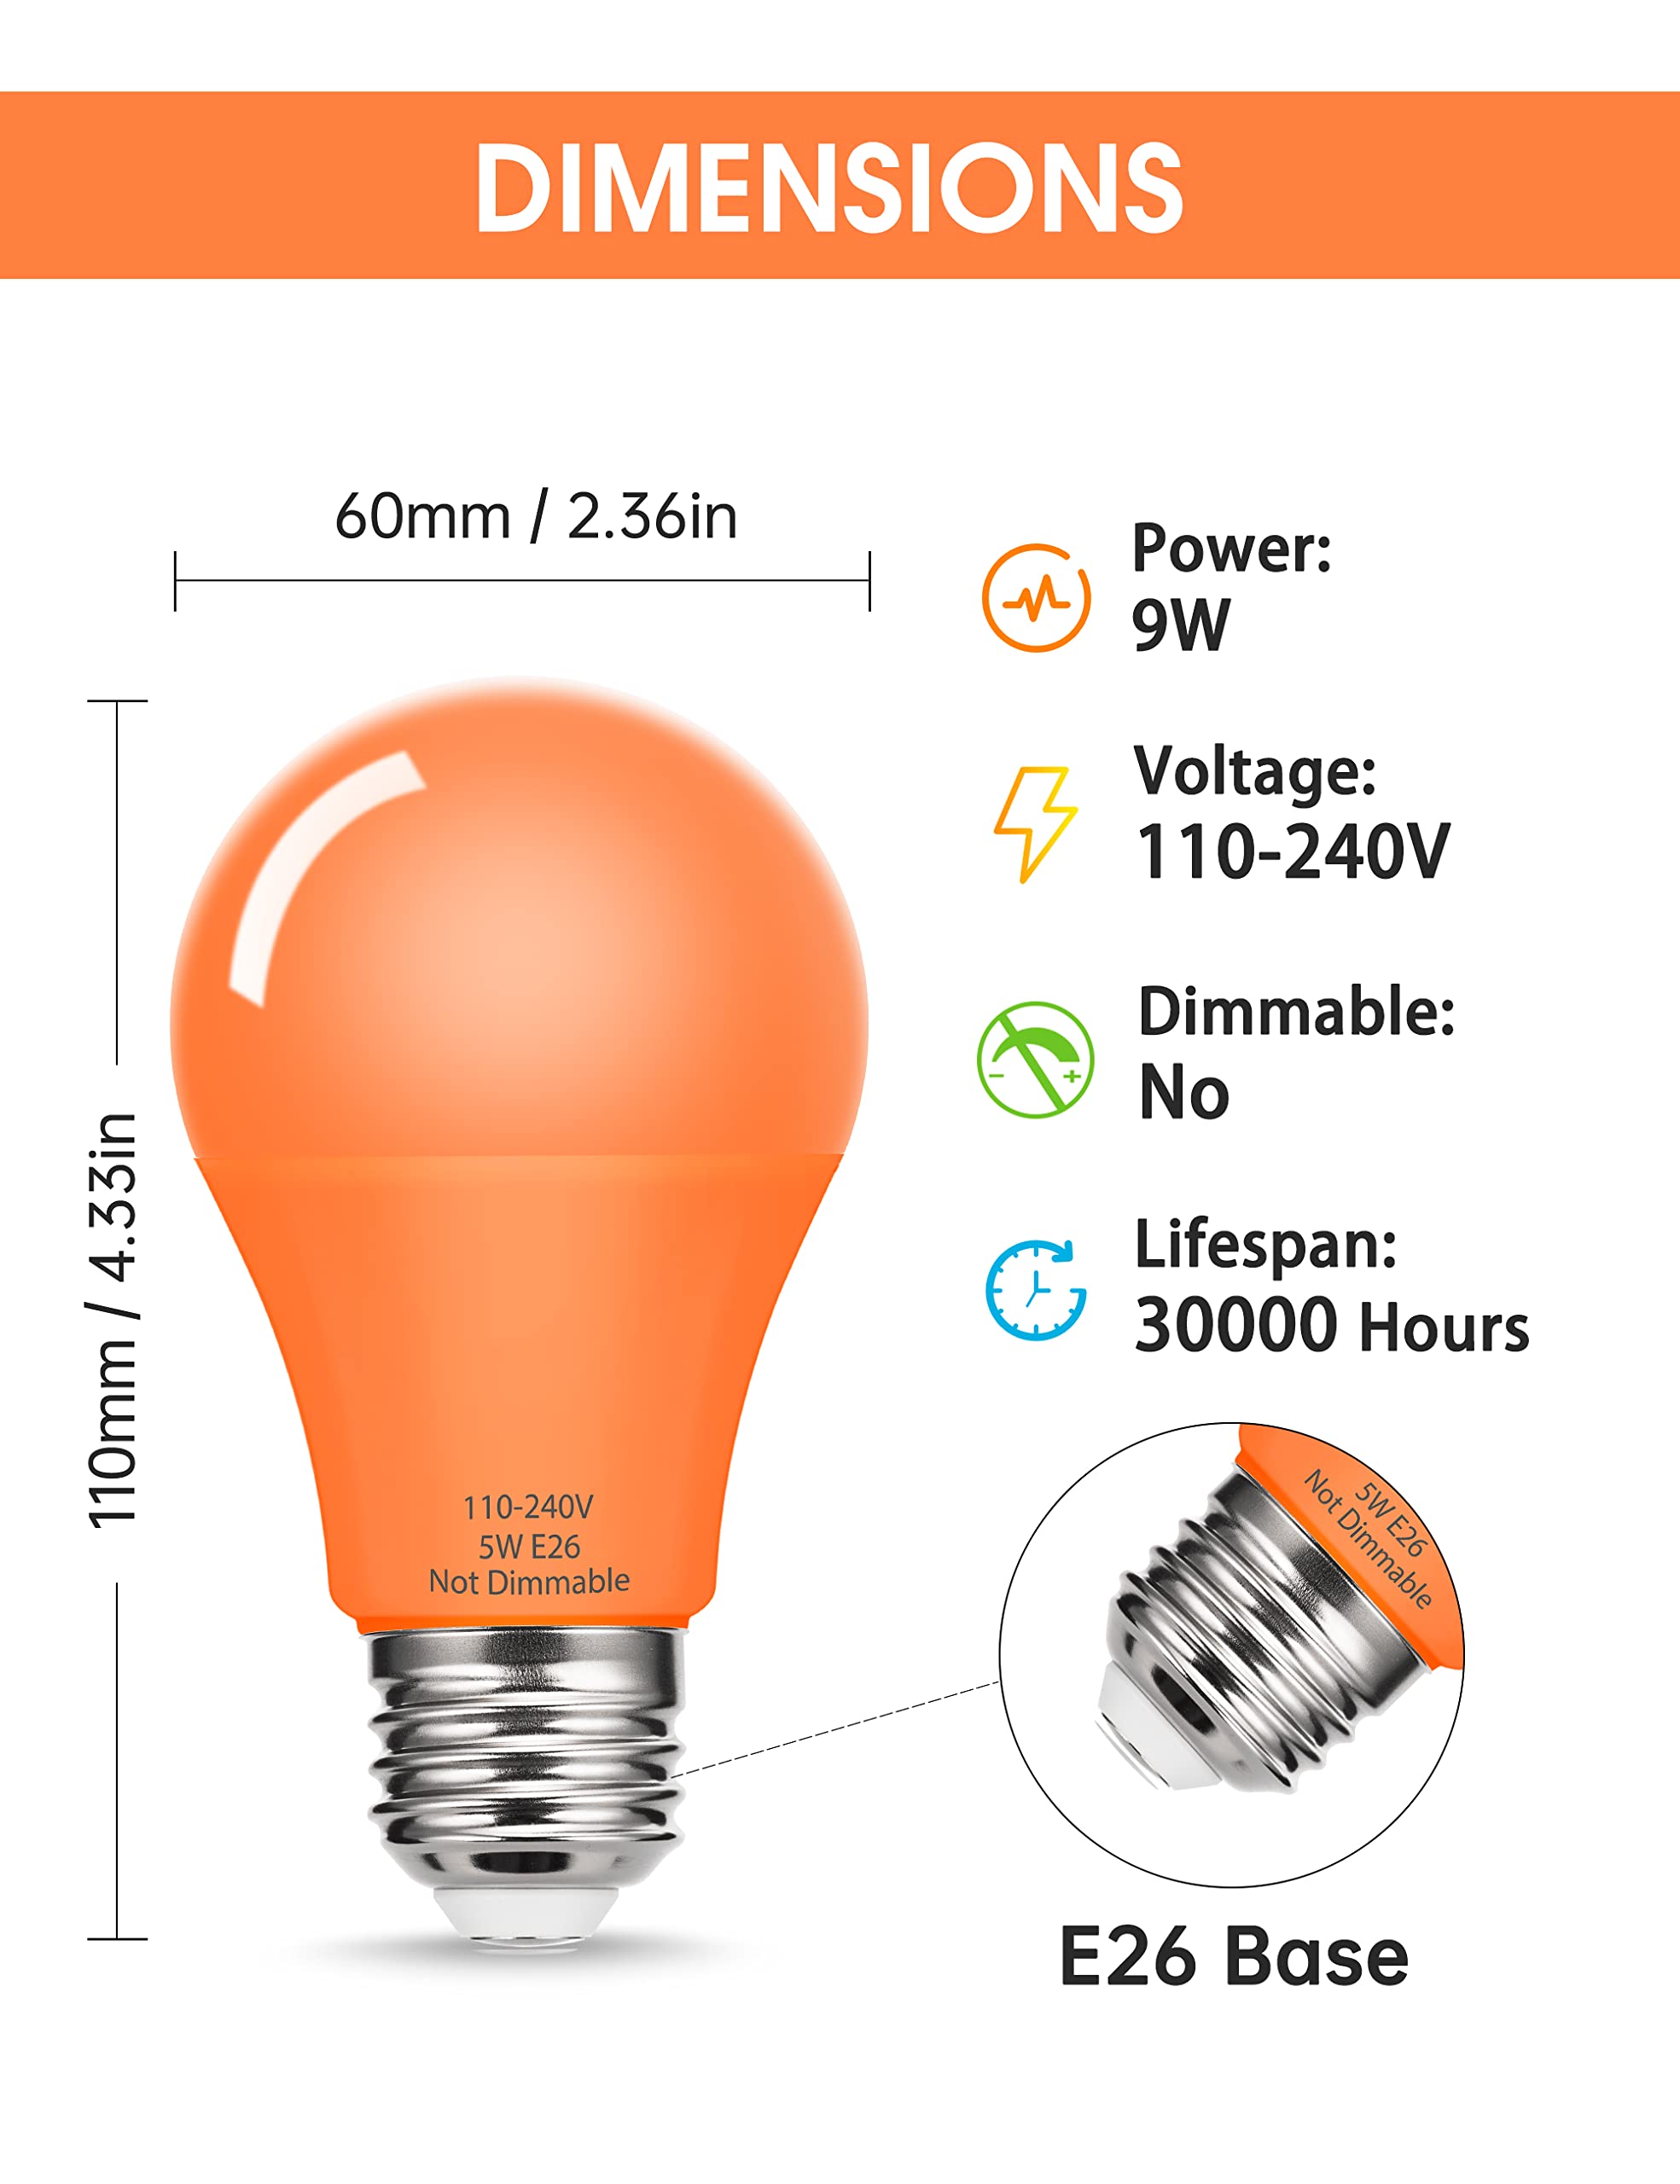 DIMENSIONS
60mm / 2.36in
110mm / 4.33in
Power:
9W
Voltage:
110-240V
Dimmable:
No
Lifespan:
30000 Hours
110-240V
5W E26
Not Dimmable
5W E26
Not Dimmable
E26 Base